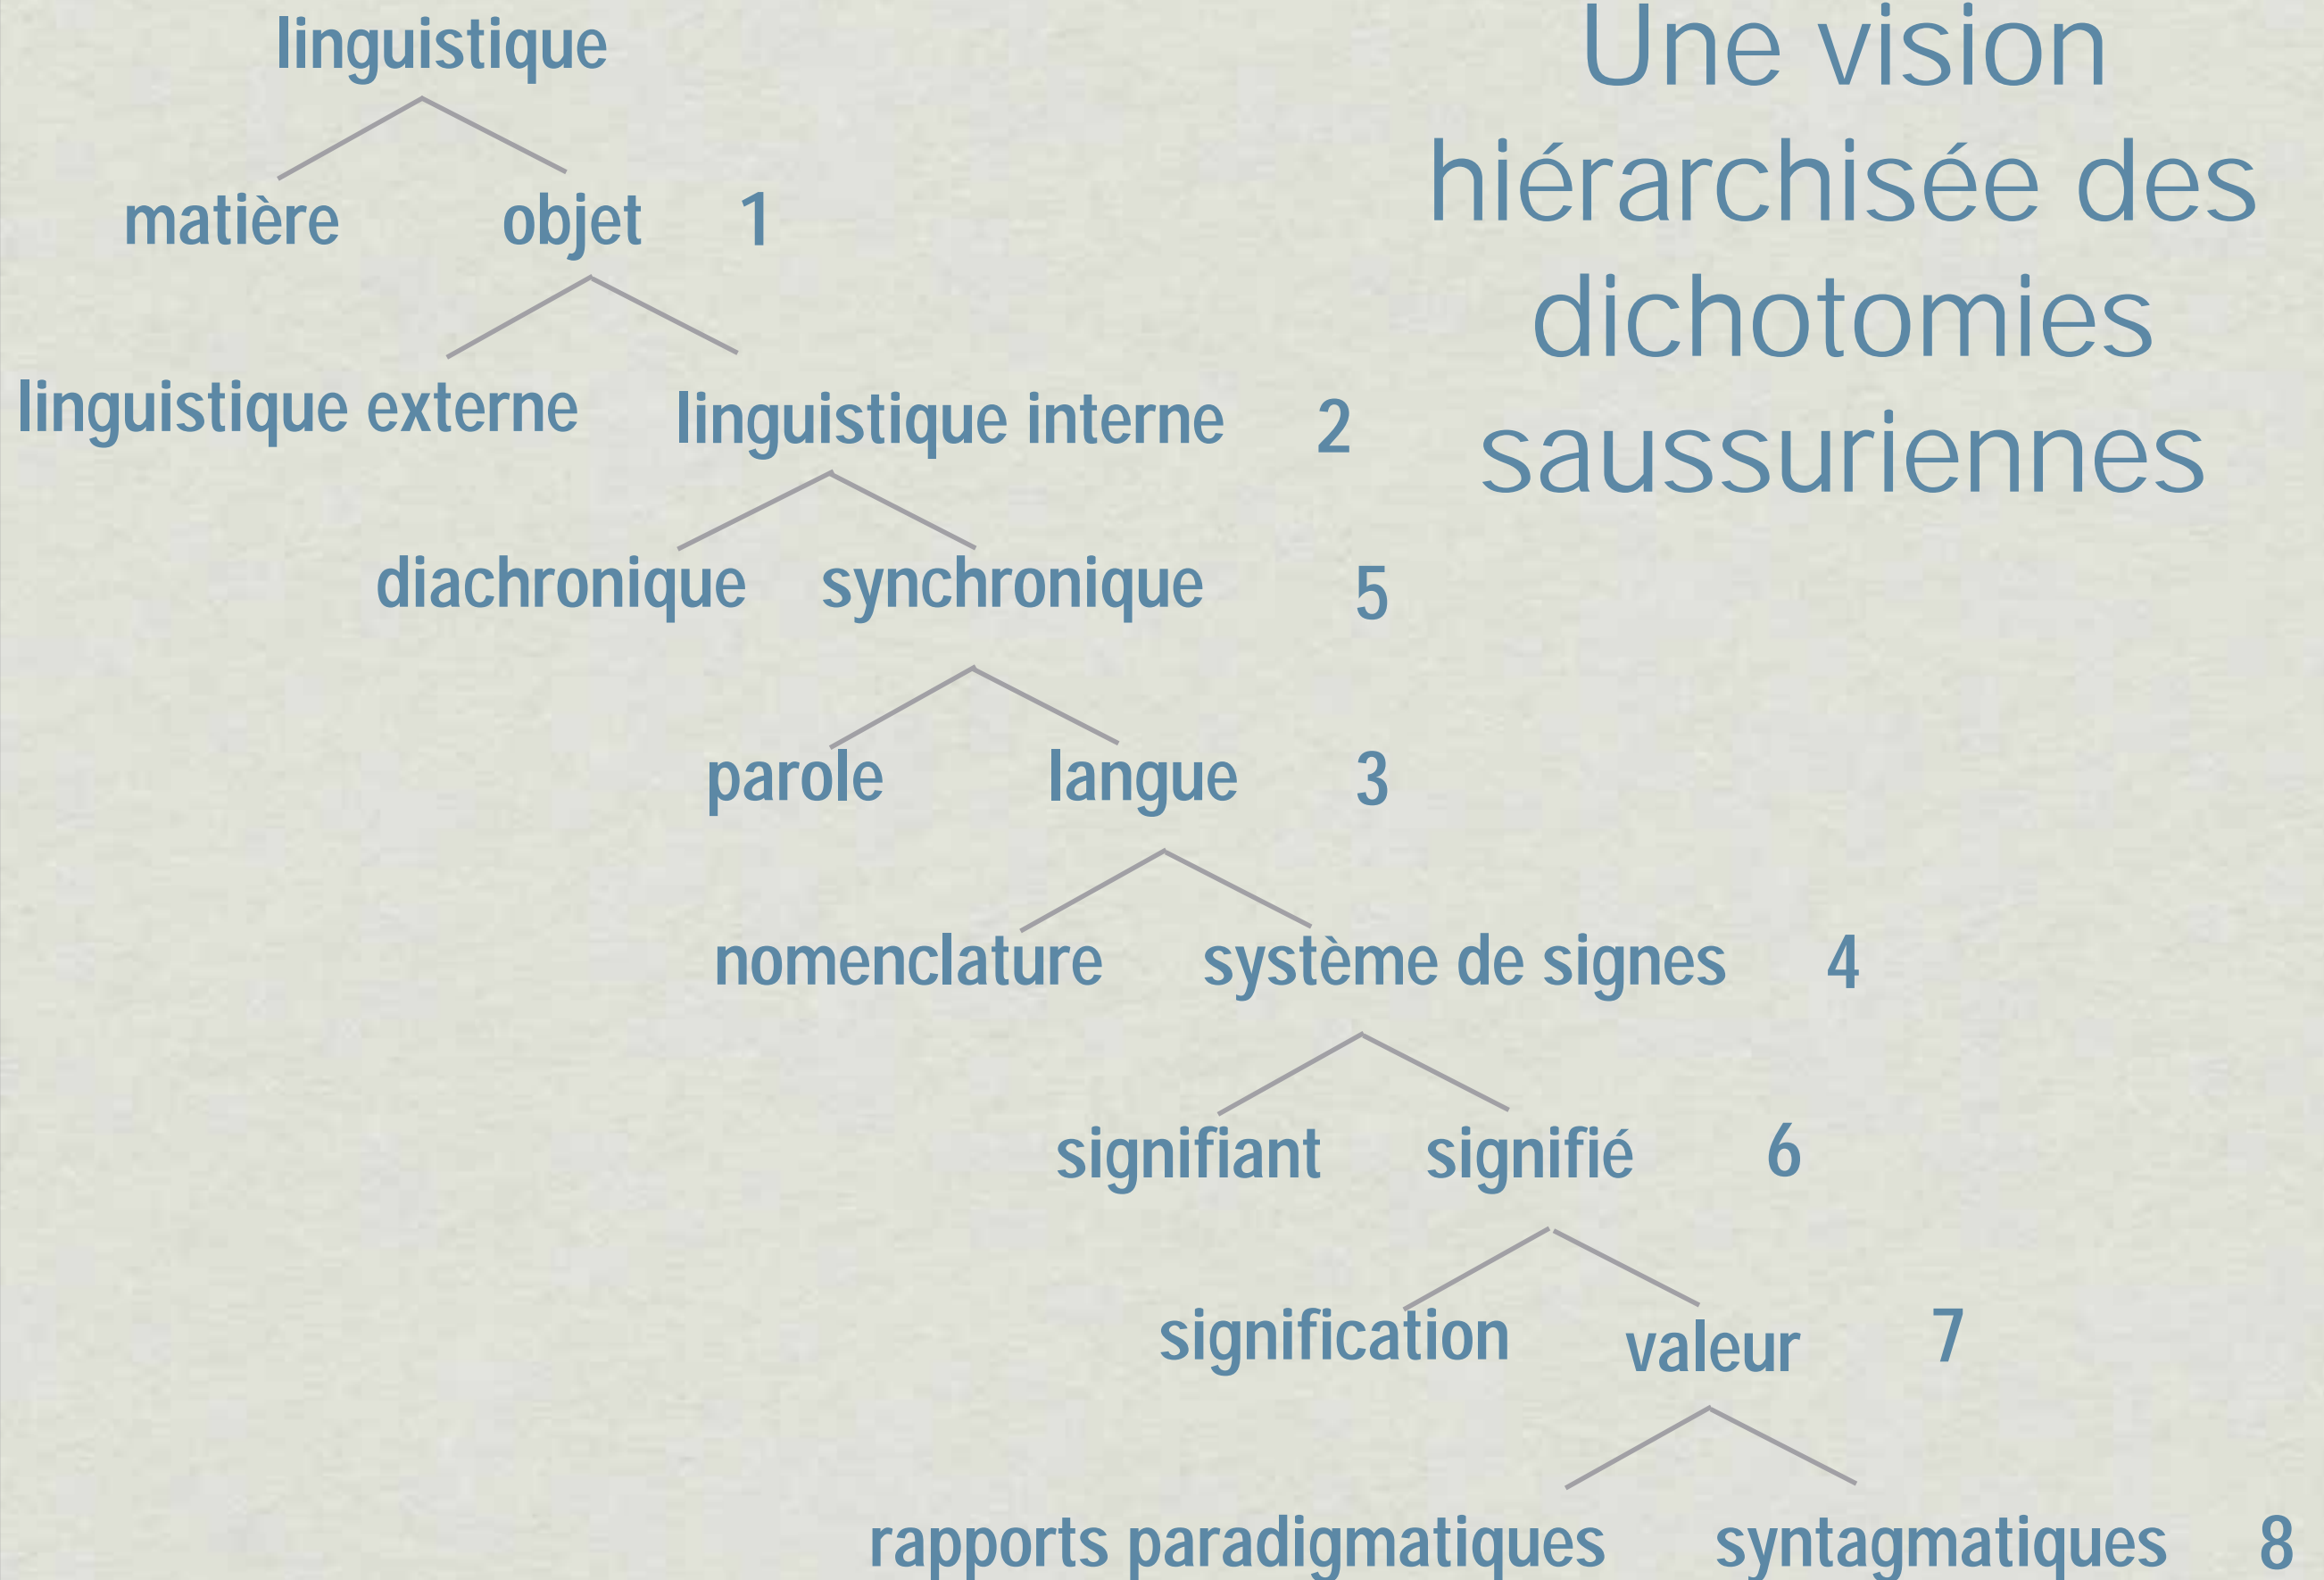 Une vision
hiérarchisée des
dichotomies
saussuriennes
linguistique
matière objet 1
linguistique externe linguistique interne 2
diachronique synchronique 5
parole langue 3
nomenclature système de signes 4
signifiant signifié 6
signification valeur 7
rapports paradigmatiques syntagmatiques 8